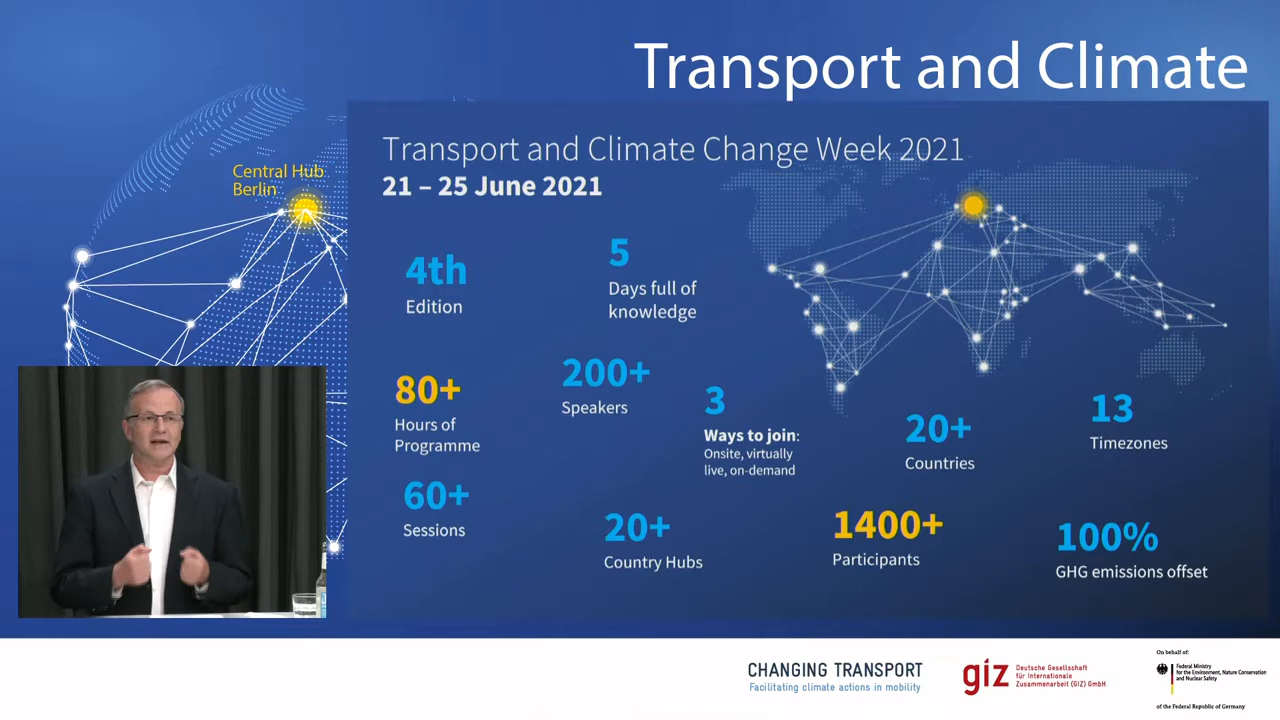 Transport and Climate
Transport and Climate Change Week 2021
21 – 25 June 2021
Central Hub
Berlin
4th
Edition
5
Days full of
knowledge
80+
Hours of
Programme
200+
Speakers
3
Ways to join:
Onsite, virtually
live, on-demand
20+
Countries
13
Timezones
60+
Sessions
20+
Country Hubs
1400+
Participants
100%
GHG emissions offset
CHANGING TRANSPORT
Facilitating climate actions in mobility
giz
Deutsche Gesellschaft
für Internationale
Zusammenarbeit (GIZ) GmbH
On behalf of:
Federal Ministry
for the Environment, Nature Conservation
and Nuclear Safety
of the Federal Republic of Germany